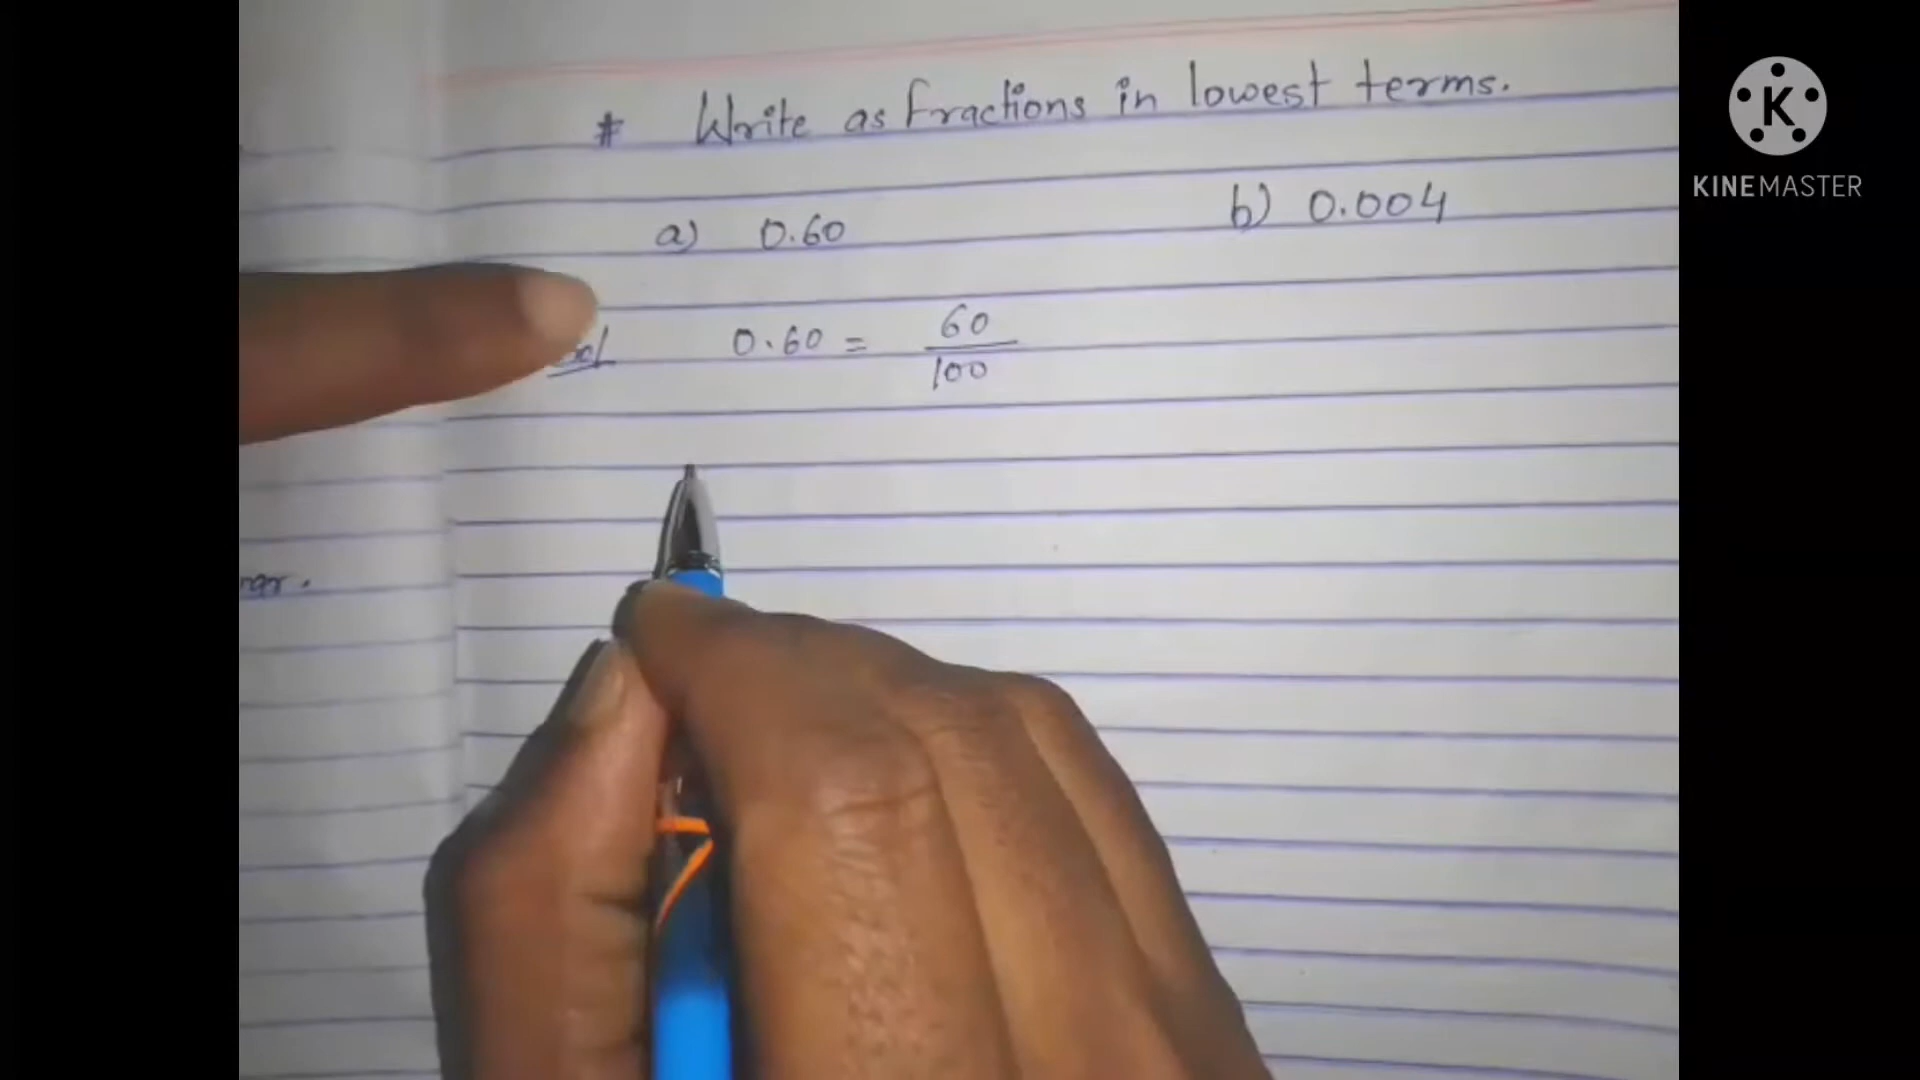 # Write as fractions in lowest terms.
a) 0.60 b) 0.004
0.60 = 60/100
K
KINEMASTER